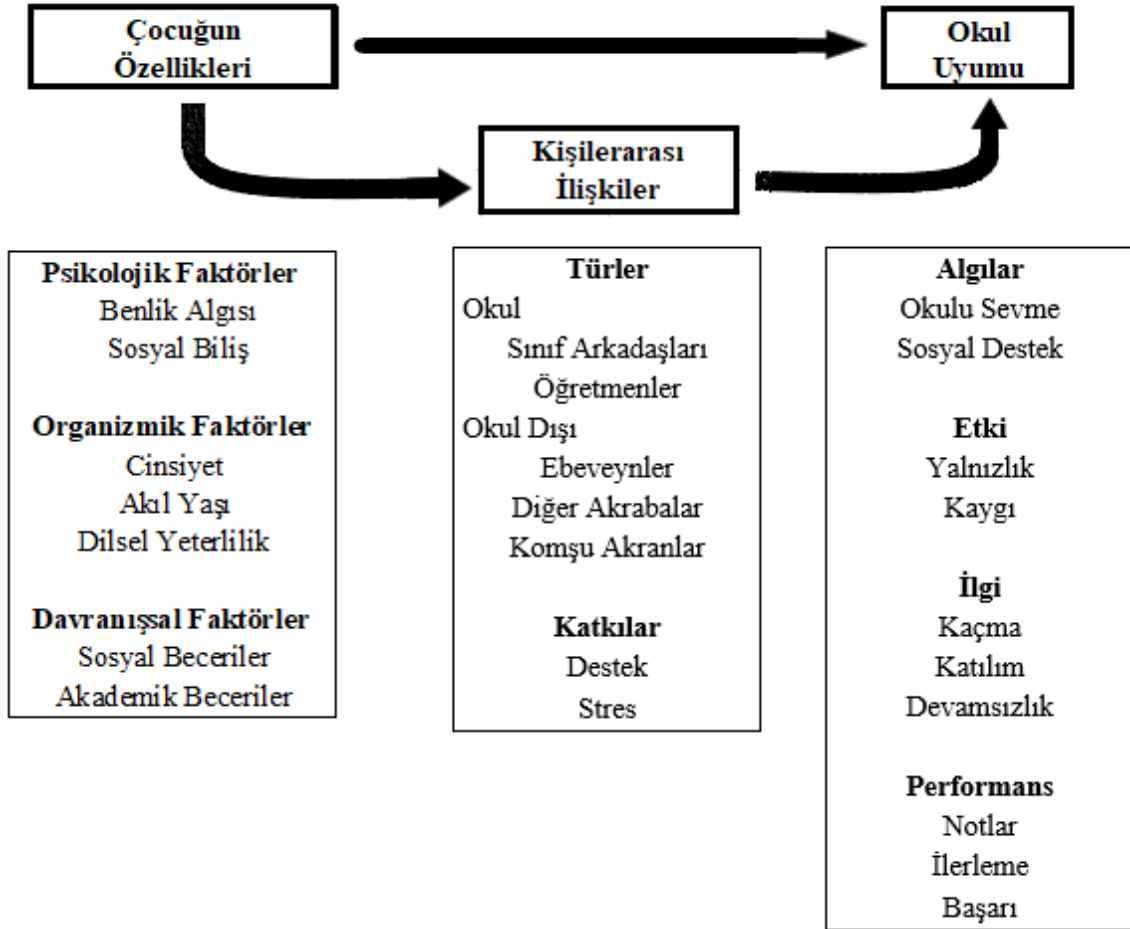 Çocuğun
Özellikleri
Okul
Uyumu
Kişilerarası
İlişkiler
Psikolojik Faktörler
Benlik Algısı
Sosyal Biliş
Organizmik Faktörler
Cinsiyet
Akıl Yaşı
Dilsel Yeterlilik
Davranışsal Faktörler
Sosyal Beceriler
Akademik Beceriler
Türler
Okul
Sınıf Arkadaşları
Öğretmenler
Okul Dışı
Ebeveynler
Diğer Akrabalar
Komşu Akranlar
Katkılar
Destek
Stres
Algılar
Okulu Sevme
Sosyal Destek
Etki
Yalnızlık
Kaygı
İlgi
Kaçma
Katılım
Devamsızlık
Performans
Notlar
İlerleme
Başarı